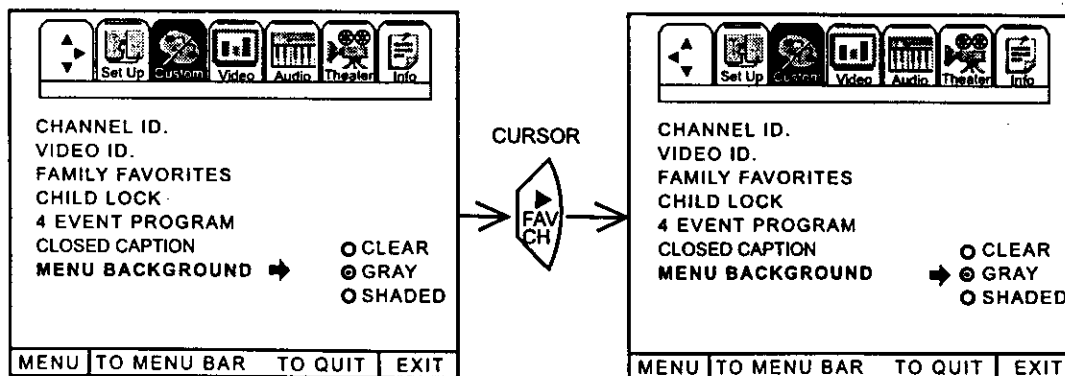 Set Up Custom Video Audio Theater Info
CHANNEL ID.
VIDEO ID.
FAMILY FAVORITES
CHILD LOCK
4 EVENT PROGRAM
CLOSED CAPTION
MENU BACKGROUND
CLEAR
GRAY
SHADED
MENU TO MENU BAR TO QUIT EXIT
CURSOR
FAV
CH
Set Up Custom Video Audio Theater Info
CHANNEL ID.
VIDEO ID.
FAMILY FAVORITES
CHILD LOCK
4 EVENT PROGRAM
CLOSED CAPTION
MENU BACKGROUND
CLEAR
GRAY
SHADED
MENU TO MENU BAR TO QUIT EXIT